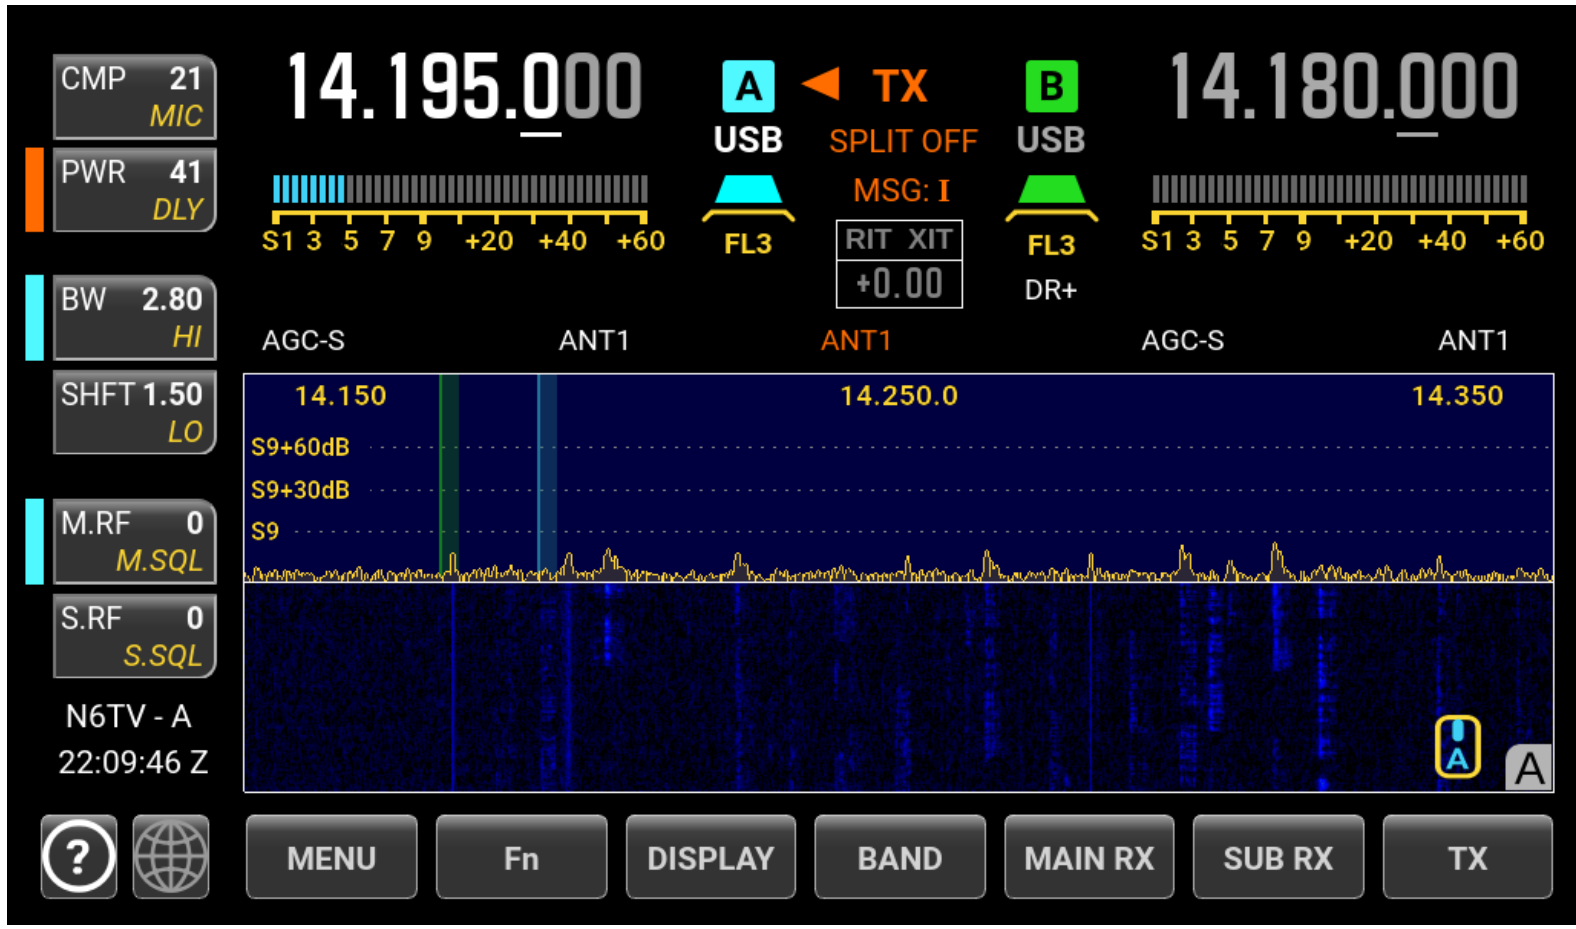 CMP 21
MIC
PWR 41
DLY
BW 2.80
HI
SHFT 1.50
LO
M.RF 0
M.SQL
S.RF 0
S.SQL
N6TV - A
22:09:46 Z
14.195.000
A
TX
B
14.180.000
USB
SPLIT OFF
USB
MSG: I
S1 3 5 7 9 +20 +40 +60
FL3
RIT XIT
+0.00
FL3
DR+
S1 3 5 7 9 +20 +40 +60
AGC-S
ANT1
ANT1
AGC-S
ANT1
14.150
14.250.0
14.350
S9+60dB
S9+30dB
S9
A
A
?
MENU
Fn
DISPLAY
BAND
MAIN RX
SUB RX
TX